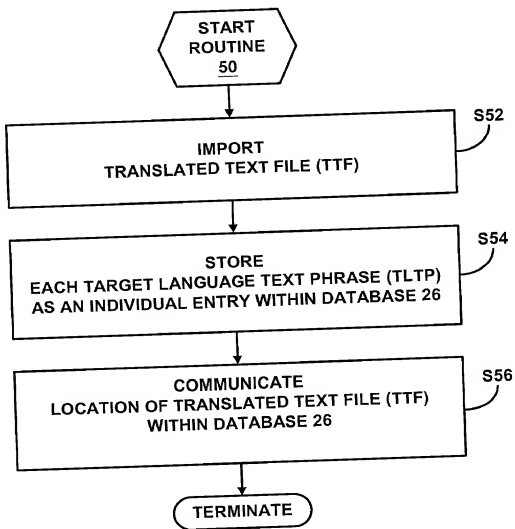 START
ROUTINE
50
S52
IMPORT
TRANSLATED TEXT FILE (TTF)
S54
STORE
EACH TARGET LANGUAGE TEXT PHRASE (TLTP)
AS AN INDIVIDUAL ENTRY WITHIN DATABASE 26
S56
COMMUNICATE
LOCATION OF TRANSLATED TEXT FILE (TTF)
WITHIN DATABASE 26
TERMINATE